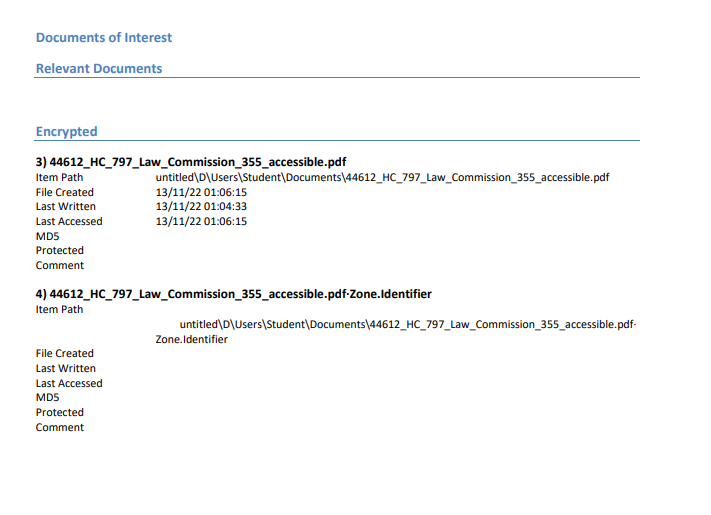 Documents of Interest
Relevant Documents
Encrypted
3) 44612_HC_797_Law_Commission_355_accessible.pdf
Item Path untitled\D\Users\Student\Documents\44612_HC_797_Law_Commission_355_accessible.pdf
File Created 13/11/22 01:06:15
Last Written 13/11/22 01:04:33
Last Accessed 13/11/22 01:06:15
MD5
Protected
Comment
4) 44612_HC_797_Law_Commission_355_accessible.pdf·Zone.Identifier
Item Path
untitled\D\Users\Student\Documents\44612_HC_797_Law_Commission_355_accessible.pdf·
Zone.Identifier
File Created
Last Written
Last Accessed
MD5
Protected
Comment